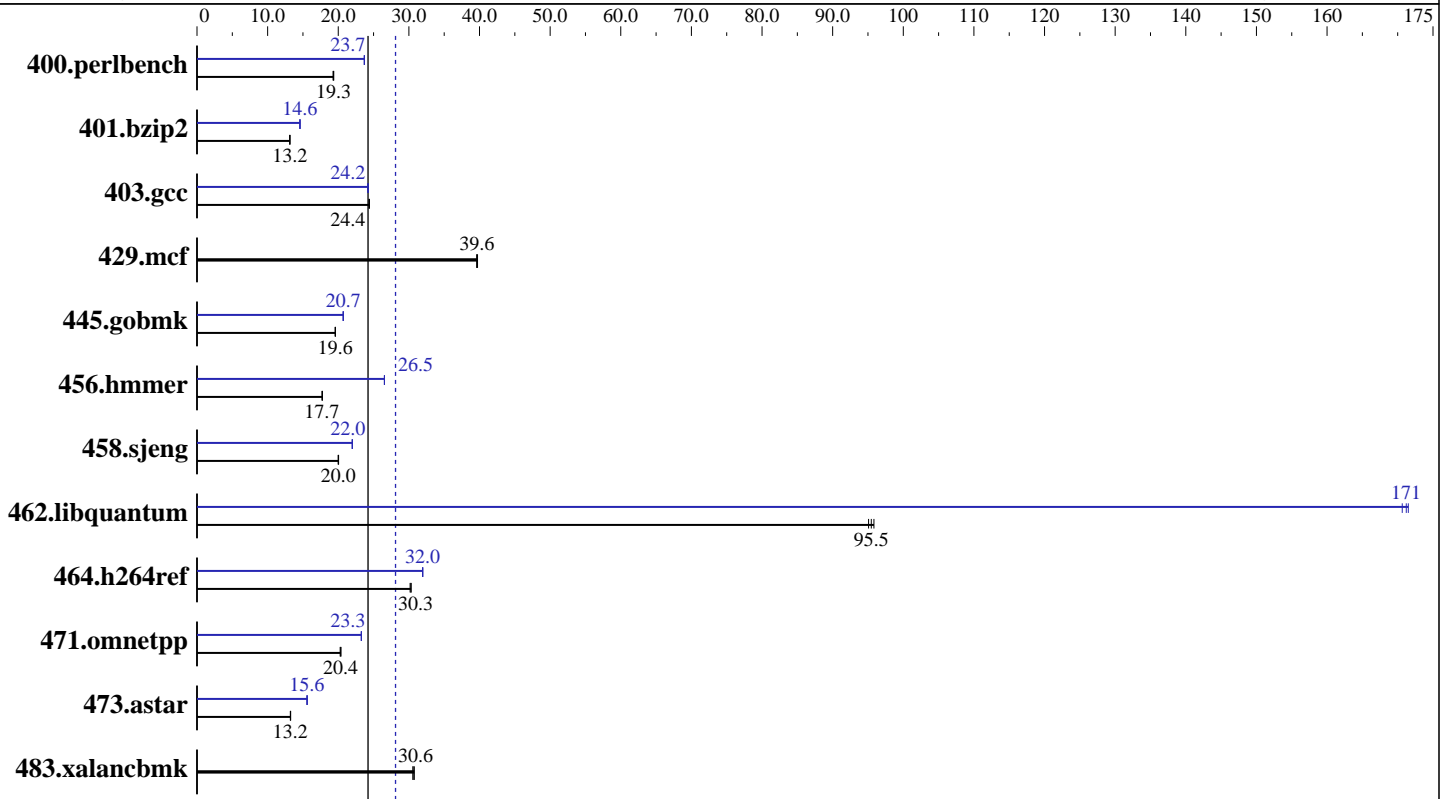 0 10.0 20.0 30.0 40.0 50.0 60.0 70.0 80.0 90.0 100 110 120 130 140 150 160 175
23.7
400.perlbench
19.3
14.6
401.bzip2
13.2
24.2
403.gcc
24.4
39.6
429.mcf
20.7
445.gobmk
19.6
26.5
456.hmmer
17.7
22.0
458.sjeng
20.0
171
462.libquantum
95.5
32.0
464.h264ref
30.3
23.3
471.omnetpp
20.4
15.6
473.astar
13.2
30.6
483.xalancbmk